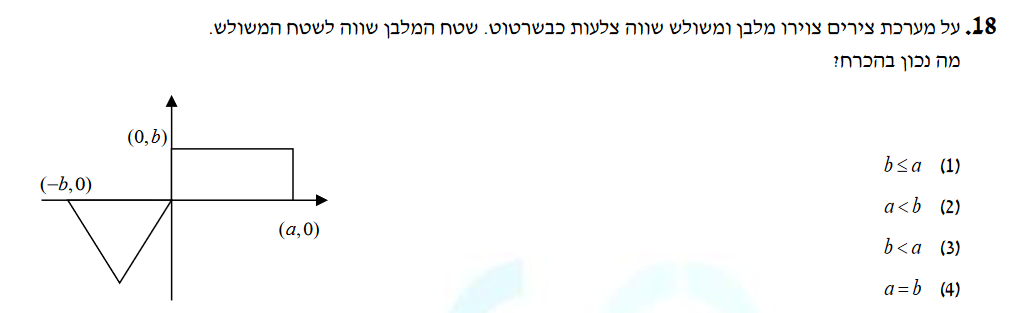 18. על מערכת צירים צוירו מלבן ומשולש שווה צלעות כבשרטוט. שטח המלבן שווה לשטח המשולש.
מה נכון בהכרח?
(0,b)
(−b,0)
(a,0)
(1) b ≤ a
(2) a < b
(3) b < a
(4) a = b